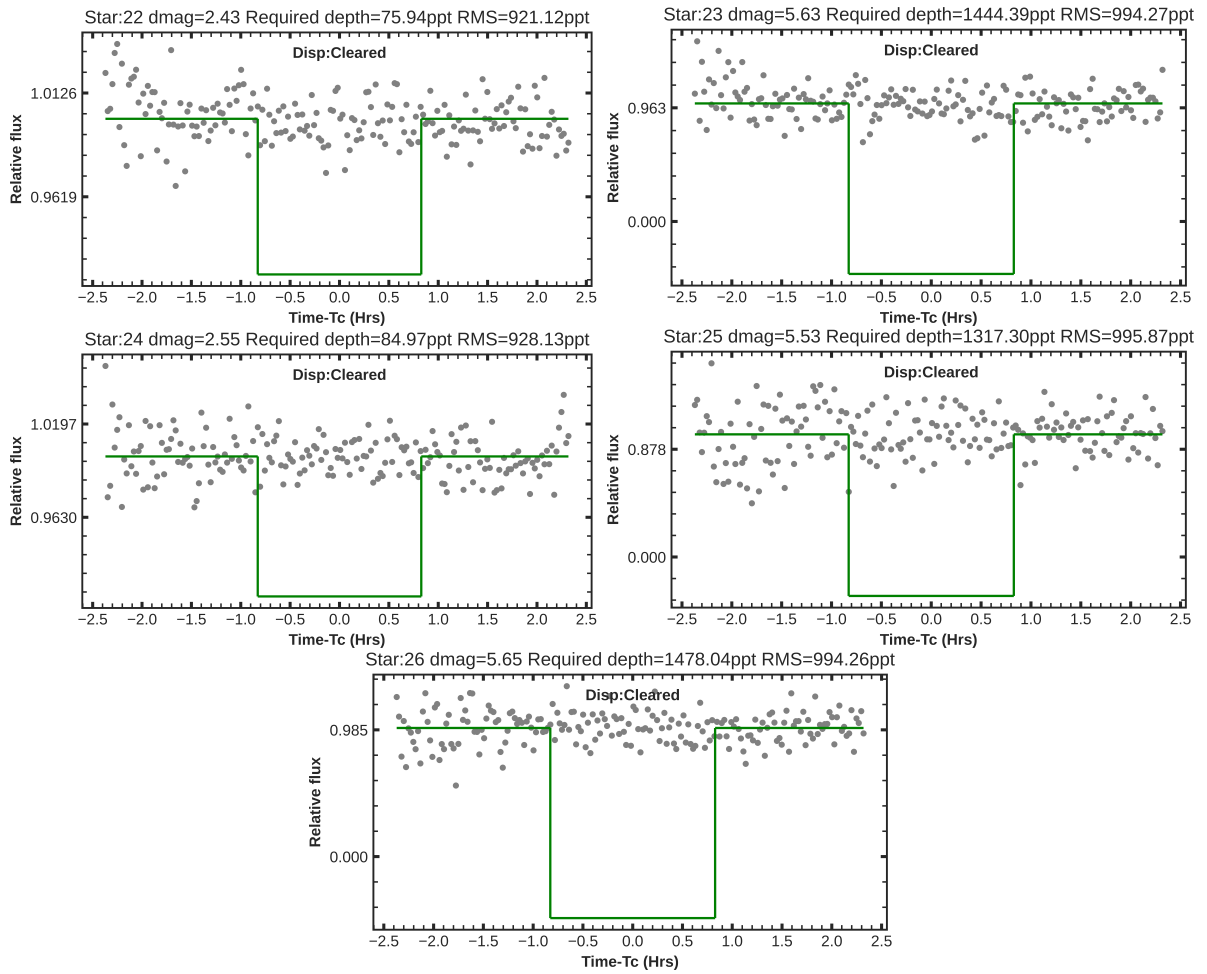 Star:22 dmag=2.43 Required depth=75.94ppt RMS=921.12ppt
Disp:Cleared
1.0126
0.9619
Relative flux
−2.5 −2.0 −1.5 −1.0 −0.5 0.0 0.5 1.0 1.5 2.0 2.5
Time-Tc (Hrs)
Star:23 dmag=5.63 Required depth=1444.39ppt RMS=994.27ppt
Disp:Cleared
0.963
0.000
Relative flux
−2.5 −2.0 −1.5 −1.0 −0.5 0.0 0.5 1.0 1.5 2.0 2.5
Time-Tc (Hrs)
Star:24 dmag=2.55 Required depth=84.97ppt RMS=928.13ppt
Disp:Cleared
1.0197
0.9630
Relative flux
−2.5 −2.0 −1.5 −1.0 −0.5 0.0 0.5 1.0 1.5 2.0 2.5
Time-Tc (Hrs)
Star:25 dmag=5.53 Required depth=1317.30ppt RMS=995.87ppt
Disp:Cleared
0.878
0.000
Relative flux
−2.5 −2.0 −1.5 −1.0 −0.5 0.0 0.5 1.0 1.5 2.0 2.5
Time-Tc (Hrs)
Star:26 dmag=5.65 Required depth=1478.04ppt RMS=994.26ppt
Disp:Cleared
0.985
0.000
Relative flux
−2.5 −2.0 −1.5 −1.0 −0.5 0.0 0.5 1.0 1.5 2.0 2.5
Time-Tc (Hrs)